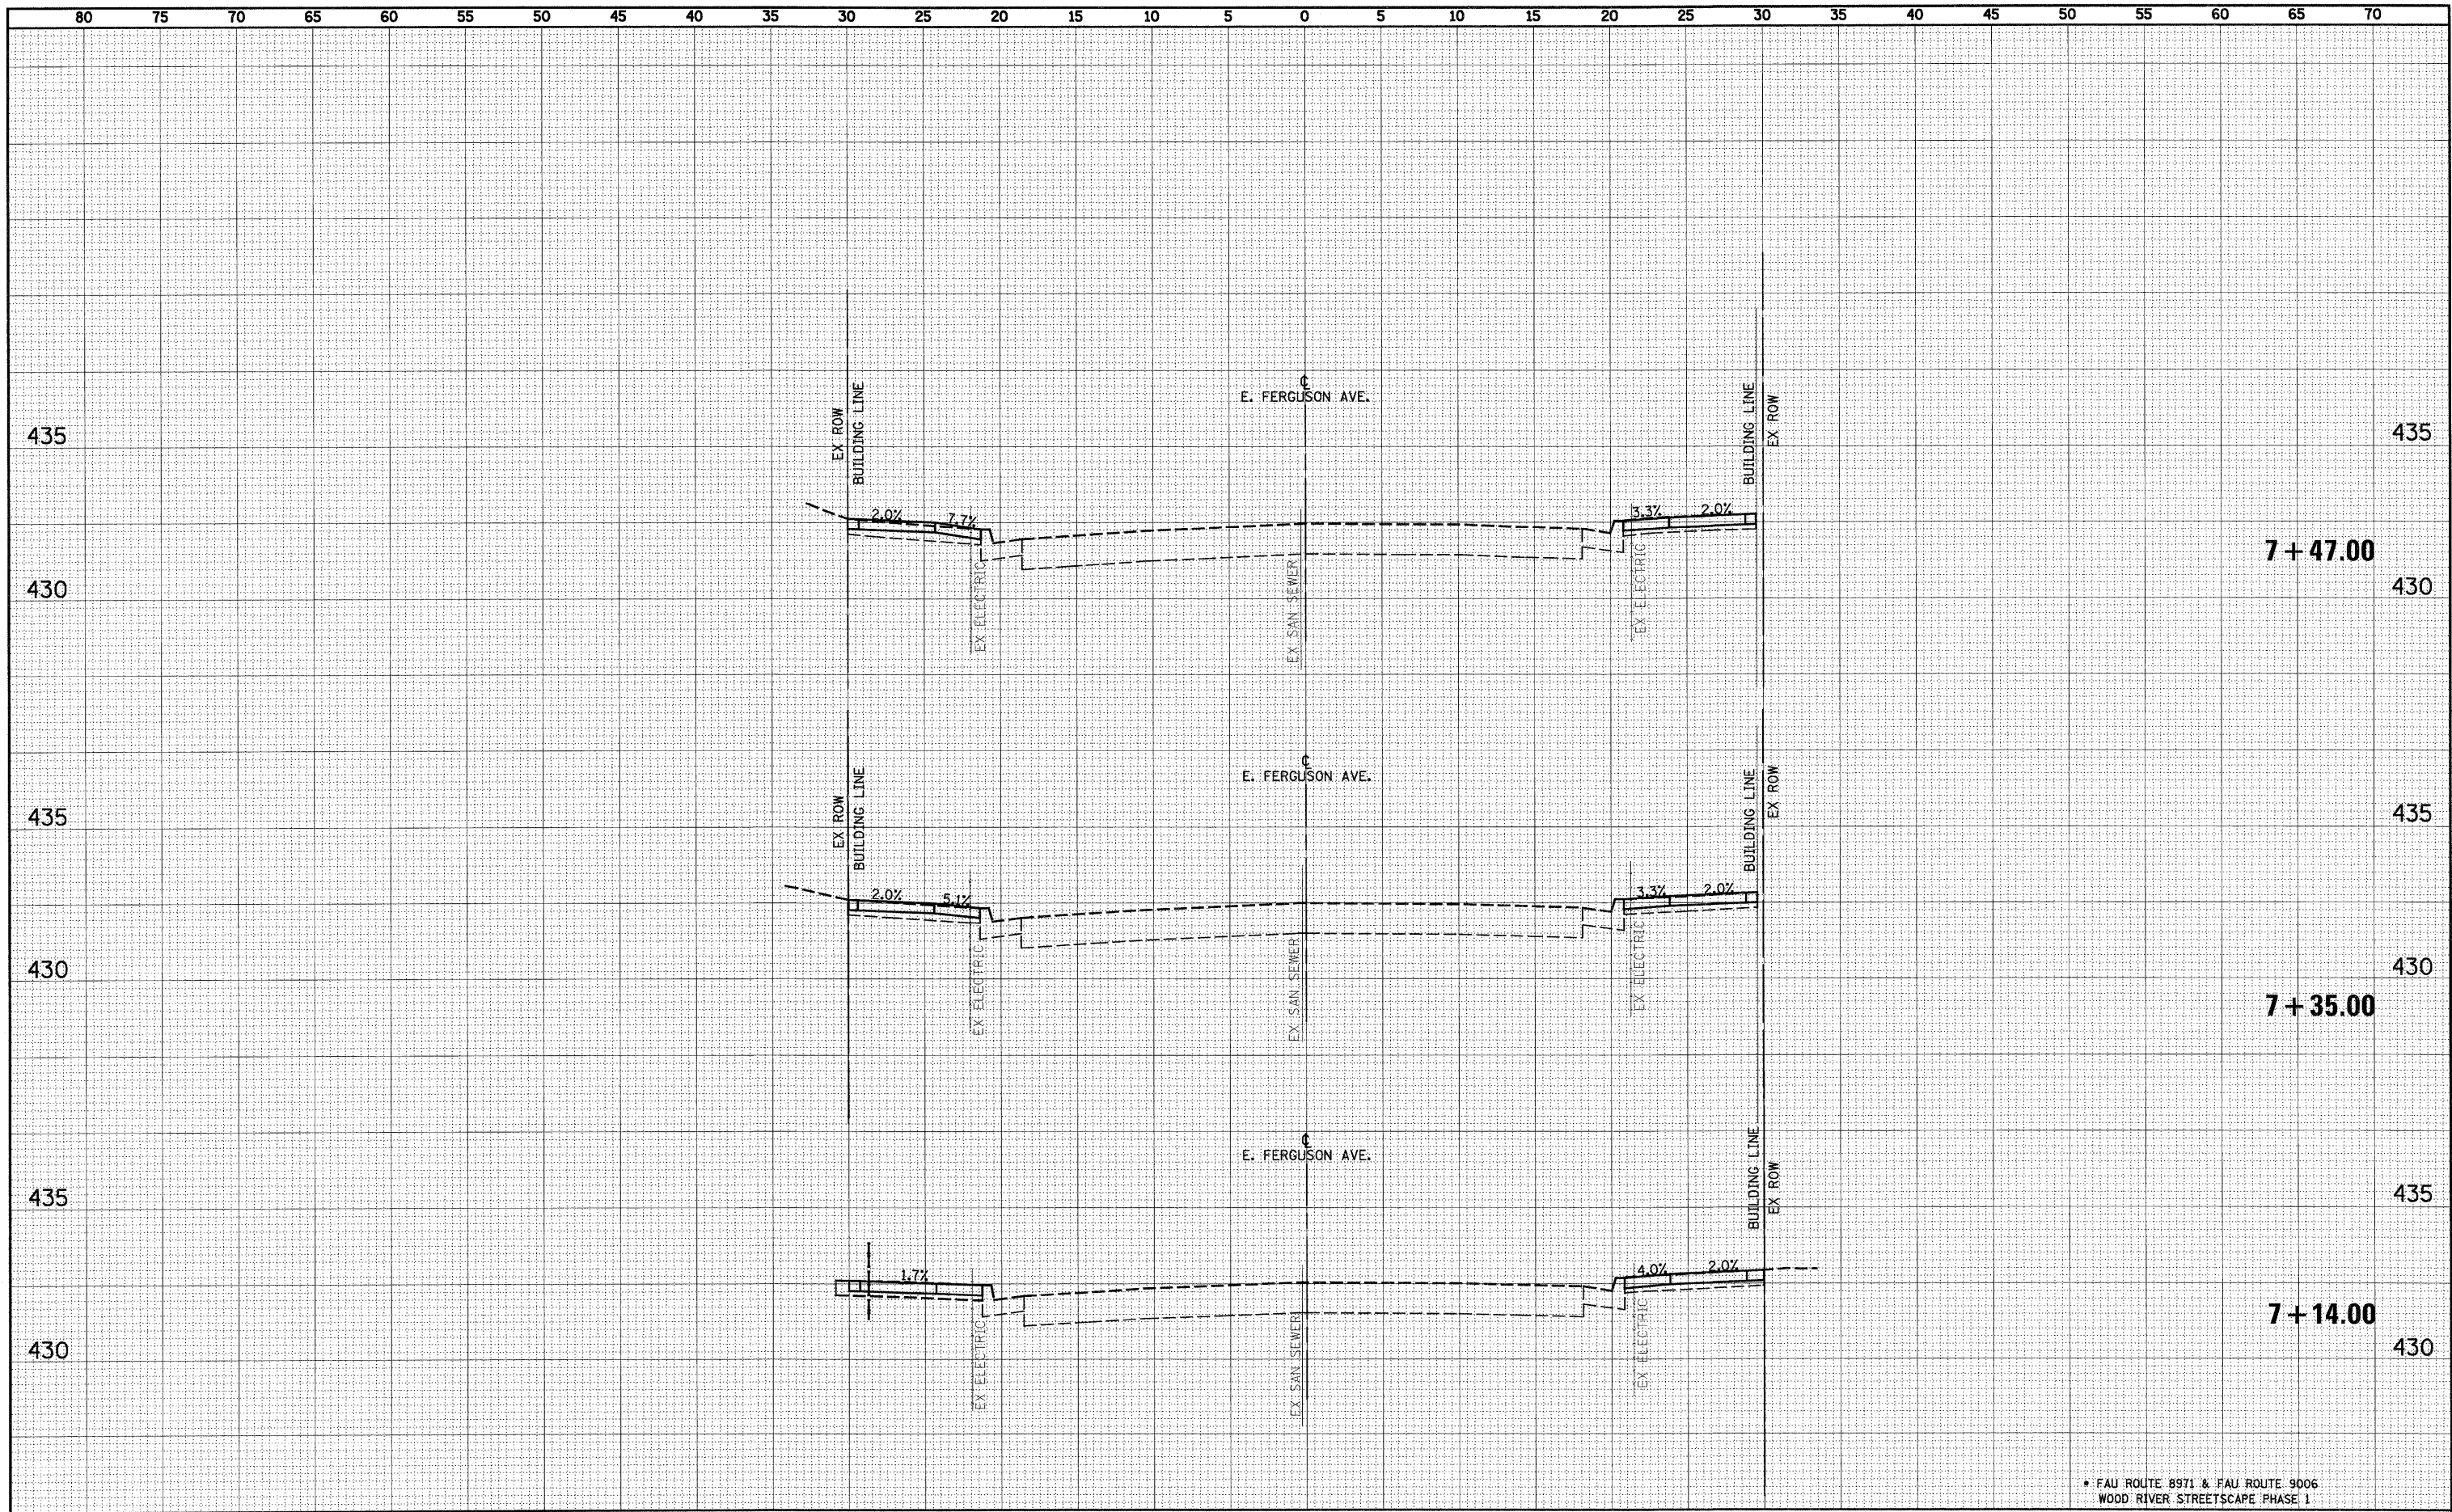 80 75 70 65 60 55 50 45 40 35 30 25 20 15 10 5 0 5 10 15 20 25 30 35 40 45 50 55 60 65 70
EX ROW
BUILDING LINE
℄
E. FERGUSON AVE.
BUILDING LINE
EX ROW
435
435
2.0%
7.7%
3.3%
2.0%
7 + 47.00
430
430
EX ELECTRIC
EX SAN SEWER
EX ELECTRIC
EX ROW
BUILDING LINE
℄
E. FERGUSON AVE.
BUILDING LINE
EX ROW
435
435
2.0%
5.1%
3.3%
2.0%
430
430
EX ELECTRIC
EX SAN SEWER
EX ELECTRIC
7 + 35.00
℄
E. FERGUSON AVE.
BUILDING LINE
EX ROW
435
435
1.7%
4.0%
2.0%
7 + 14.00
430
430
EX ELECTRIC
EX SAN SEWER
EX ELECTRIC
• FAU ROUTE 8971 & FAU ROUTE 9006
WOOD RIVER STREETSCAPE PHASE 1